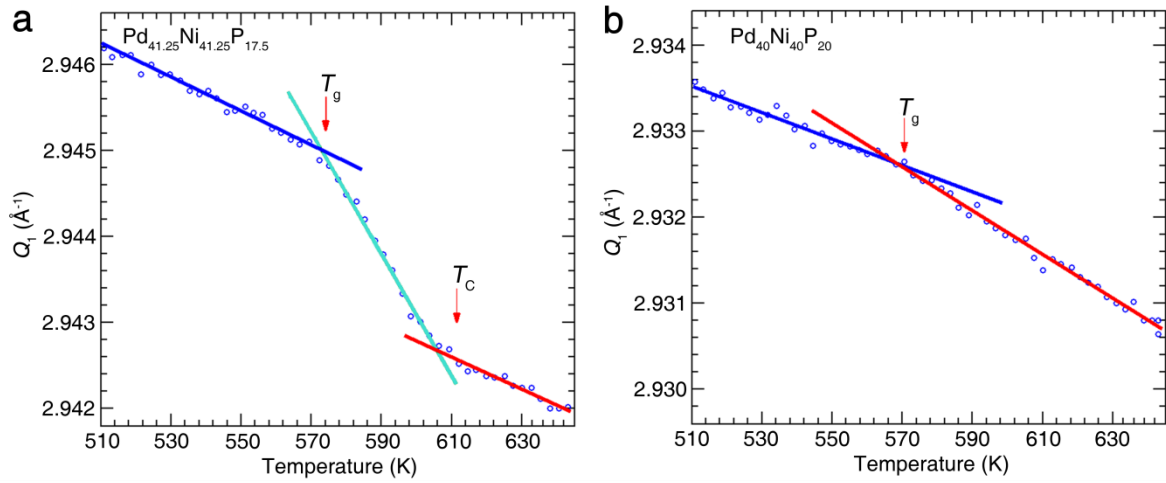 a
Pd41.25Ni41.25P17.5
Tg
TC
2.946
2.945
2.944
2.943
2.942
Q1 (Å-1)
510 530 550 570 590 610 630
Temperature (K)
b
Pd40Ni40P20
Tg
2.934
2.933
2.932
2.931
2.930
Q1 (Å-1)
510 530 550 570 590 610 630
Temperature (K)